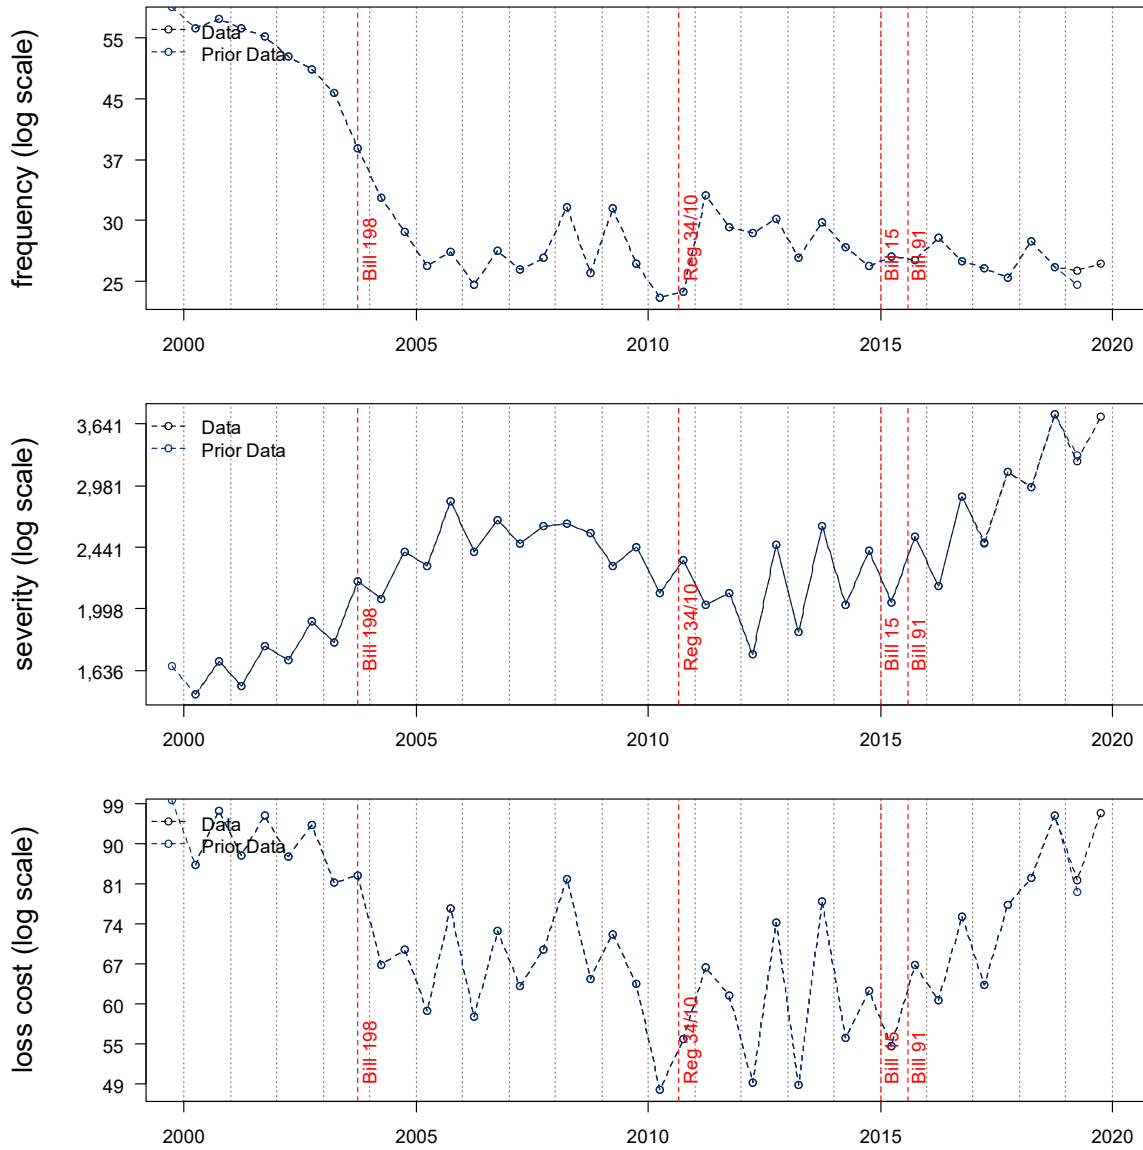 frequency (log scale)
55
45
37
30
25
Data
Prior Data
Bill 198
Reg 34/10
Bill 15
Bill 91
2000
2005
2010
2015
2020
severity (log scale)
3,641
2,981
2,441
1,998
1,636
Data
Prior Data
Bill 198
Reg 34/10
Bill 15
Bill 91
2000
2005
2010
2015
2020
loss cost (log scale)
99
90
81
74
67
60
55
49
Data
Prior Data
Bill 198
Reg 34/10
Bill 15
Bill 91
2000
2005
2010
2015
2020